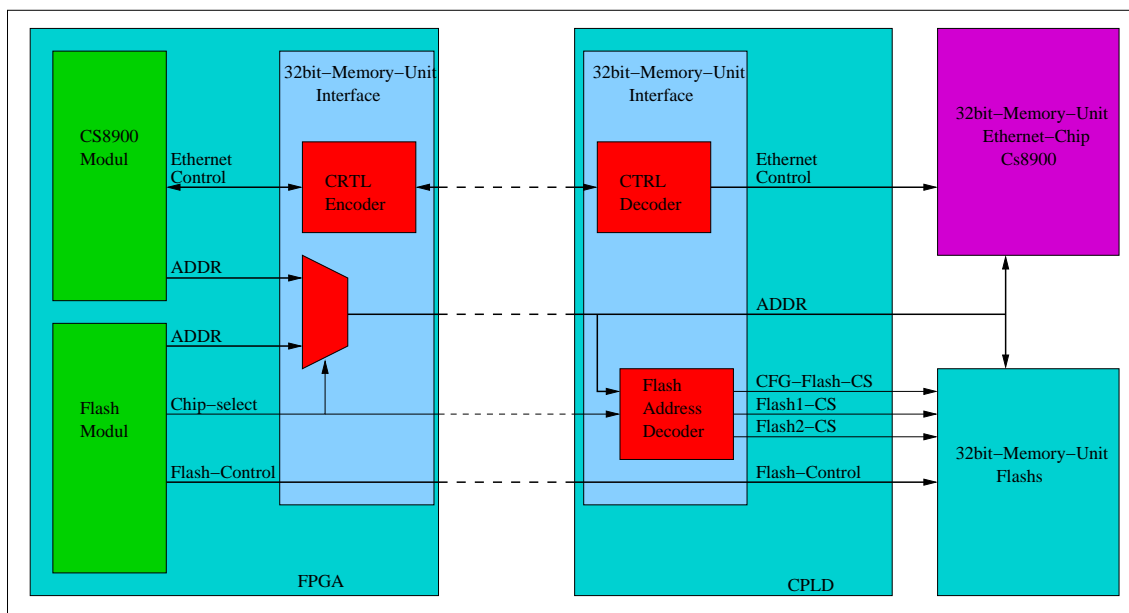 CS8900
Modul
Ethernet
Control
ADDR
ADDR
Chip−select
Flash
Modul
Flash−Control
32bit−Memory−Unit
Interface
CRTL
Encoder
FPGA
32bit−Memory−Unit
Interface
CTRL
Decoder
Ethernet
Control
ADDR
Flash
Address
Decoder
CFG−Flash−CS
Flash1−CS
Flash2−CS
Flash−Control
CPLD
32bit−Memory−Unit
Ethernet−Chip
Cs8900
32bit−Memory−Unit
Flashs